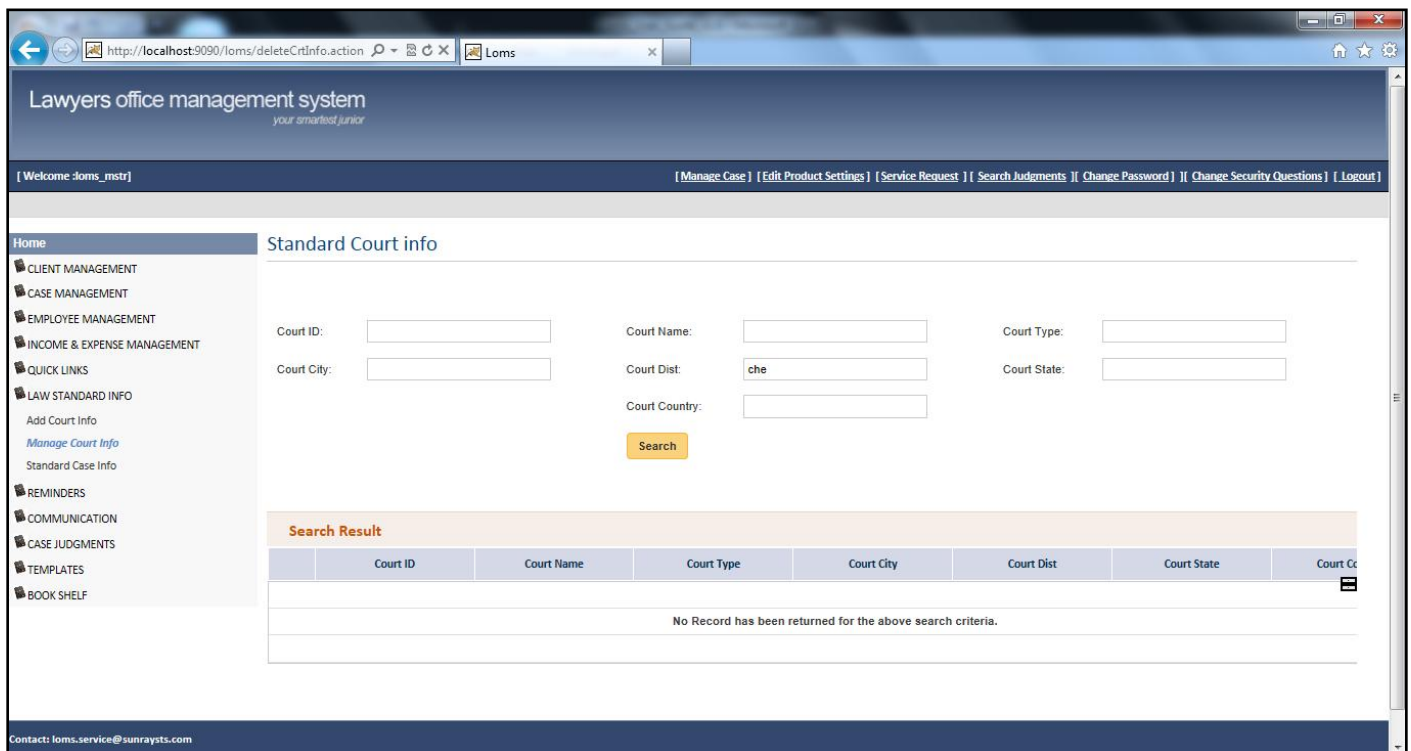 http://localhost:9090/loms/deleteCrtInfo.action
Loms
Lawyers office management system
your smartest junior
[ Welcome :loms_mstr]
[ Manage Case ] [ Edit Product Settings ] [ Service Request ] [ Search Judgments ][ Change Password ] ][ Change Security Questions ] [ Logout ]
Home
CLIENT MANAGEMENT
CASE MANAGEMENT
EMPLOYEE MANAGEMENT
INCOME & EXPENSE MANAGEMENT
QUICK LINKS
LAW STANDARD INFO
Add Court Info
Manage Court Info
Standard Case Info
REMINDERS
COMMUNICATION
CASE JUDGMENTS
TEMPLATES
BOOK SHELF
Standard Court info
Court ID: Court Name: Court Type:
Court City: Court Dist: che Court State:
Court Country:
Search
Search Result
Court ID Court Name Court Type Court City Court Dist Court State Court Co
No Record has been returned for the above search criteria.
Contact: loms.service@sunraysts.com